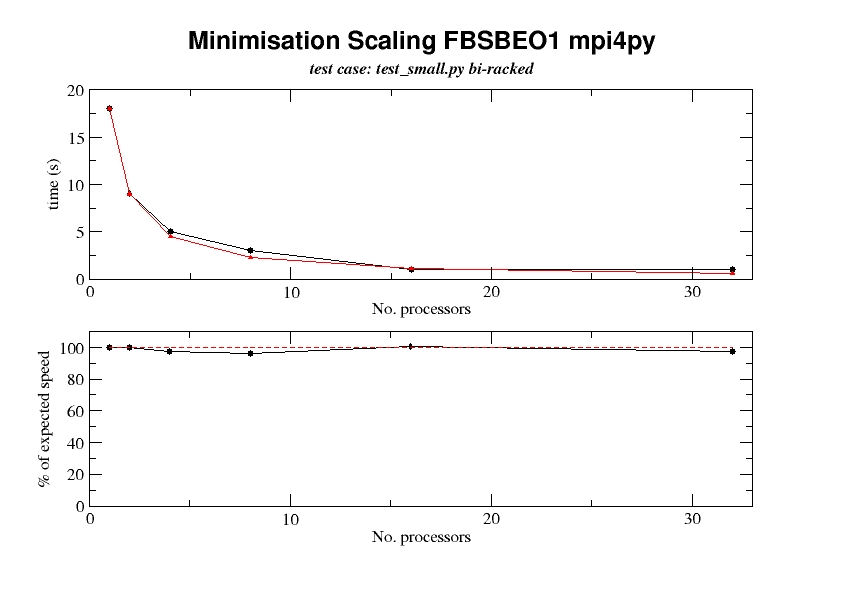 Minimisation Scaling FBSBEO1 mpi4py
test case: test_small.py bi-racked
20
15
10
5
0
time (s)
0 10 20 30
No. processors
100
80
60
40
20
0
% of expected speed
0 10 20 30
No. processors